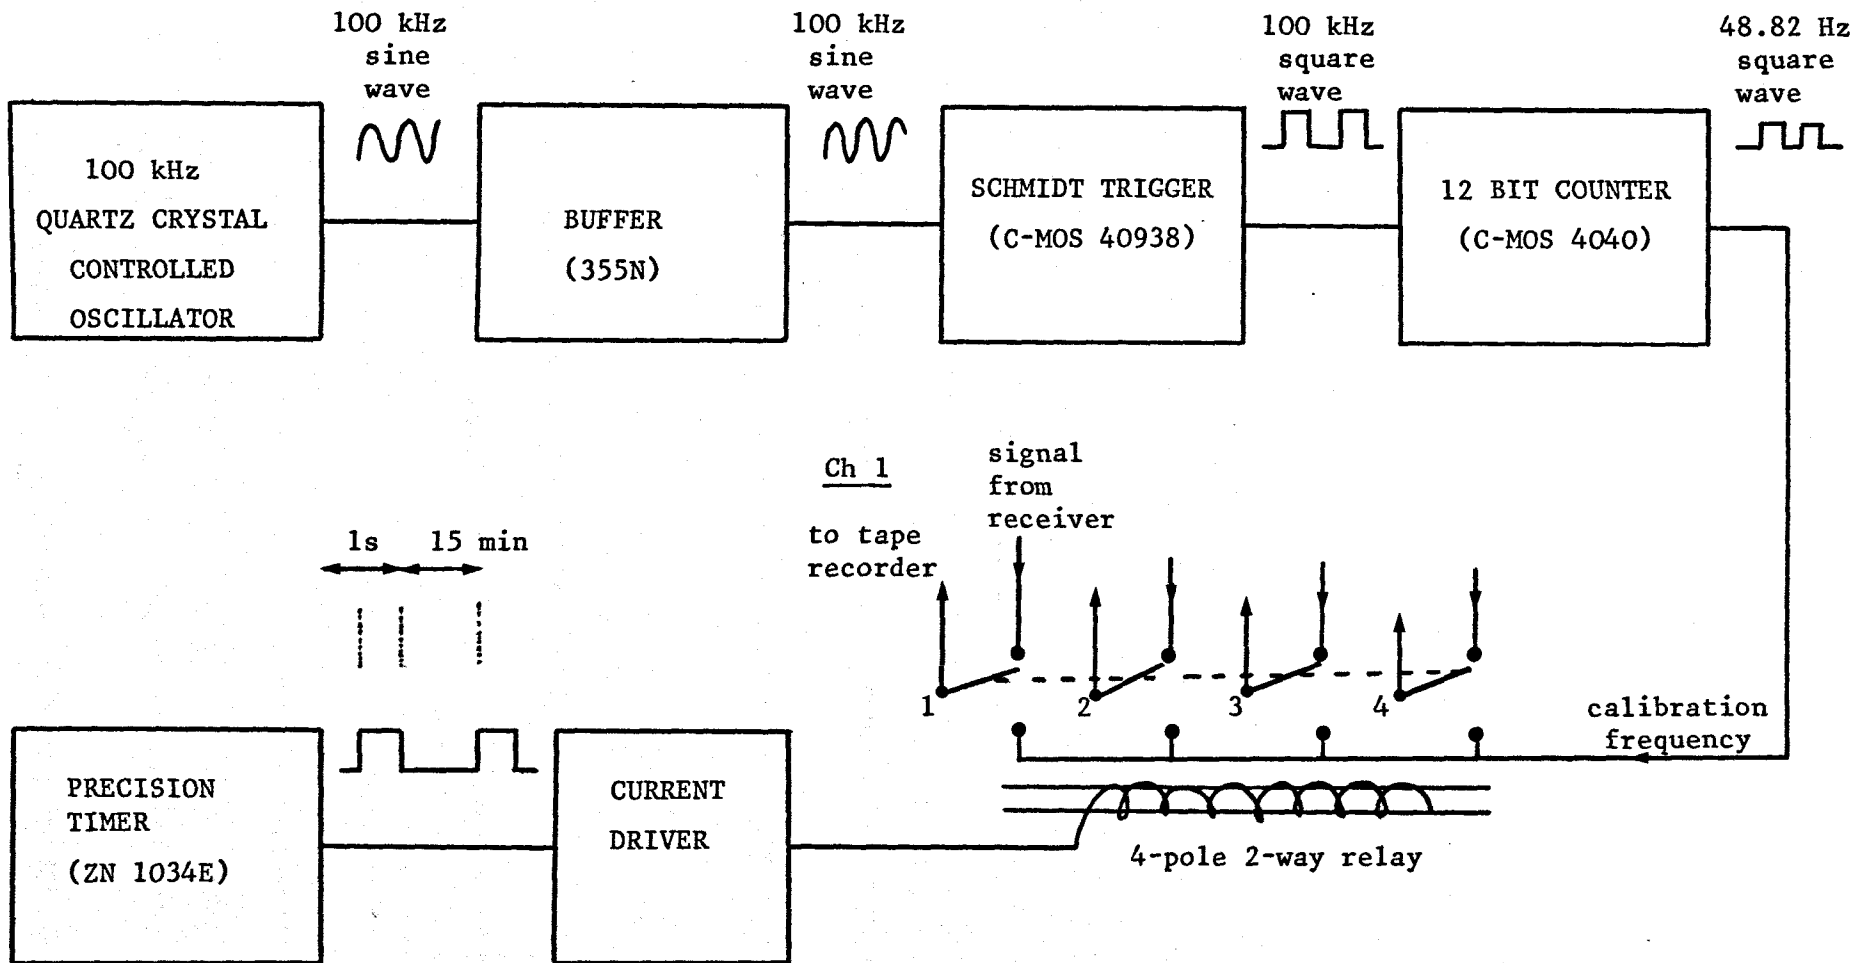 100 kHz
sine
wave
100 kHz
sine
wave
100 kHz
square
wave
48.82 Hz
square
wave
100 kHz
QUARTZ CRYSTAL
CONTROLLED
OSCILLATOR
BUFFER
(355N)
SCHMIDT TRIGGER
(C-MOS 40938)
12 BIT COUNTER
(C-MOS 4040)
Ch 1
to tape
recorder
signal
from
receiver
1s
15 min
1
2
3
4
calibration
frequency
PRECISION
TIMER
(ZN 1034E)
CURRENT
DRIVER
4-pole 2-way relay